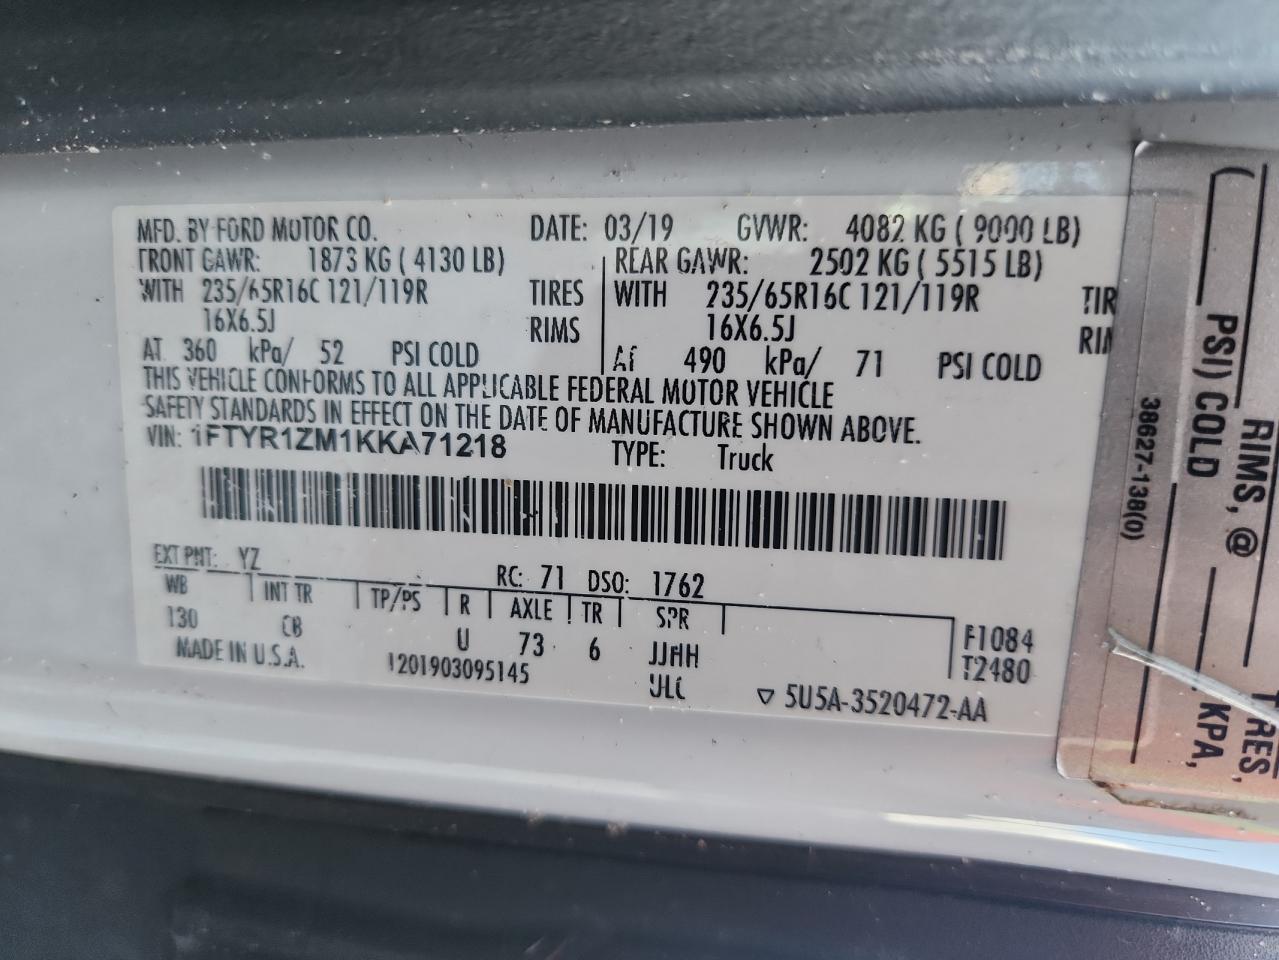 MFD. BY FORD MOTOR CO. DATE: 03/19 GVWR: 4082 KG ( 9000 LB)
FRONT GAWR: 1873 KG ( 4130 LB) REAR GAWR: 2502 KG ( 5515 LB)
WITH 235/65R16C 121/119R TIRES WITH 235/65R16C 121/119R TIR
16X6.5J RIMS 16X6.5J RIM
AT 360 kPa/ 52 PSI COLD AT 490 kPa/ 71 PSI COLD
THIS VEHICLE CONFORMS TO ALL APPLICABLE FEDERAL MOTOR VEHICLE
SAFETY STANDARDS IN EFFECT ON THE DATE OF MANUFACTURE SHOWN ABOVE.
VIN: 1FTYR1ZM1KKA71218 TYPE: Truck
EXT PNT: YZ RC: 71 DSO: 1762
WB INT TR TP/PS R AXLE TR SPR
130 CB U 73 6 JJHH F1084
MADE IN U.S.A. 1201903095145 ULC T2480
5U5A-3520472-AA
(
PSI) COLD
RIMS, @
38627-138(0)
KPA,